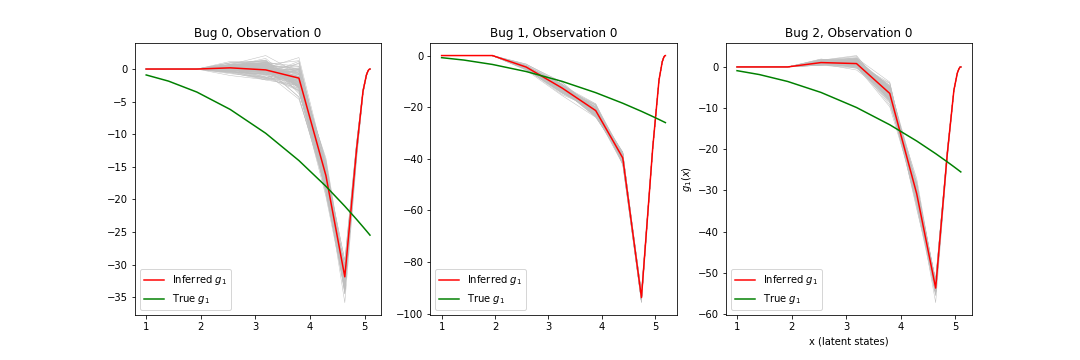 Bug 0, Observation 0
0
−5
−10
−15
−20
−25
−30
−35
1 2 3 4 5
Inferred g₁
True g₁
Bug 1, Observation 0
0
−20
−40
−60
−80
−100
1 2 3 4 5
Inferred g₁
True g₁
Bug 2, Observation 0
g₁(x)
0
−10
−20
−30
−40
−50
−60
1 2 3 4 5
x (latent states)
Inferred g₁
True g₁